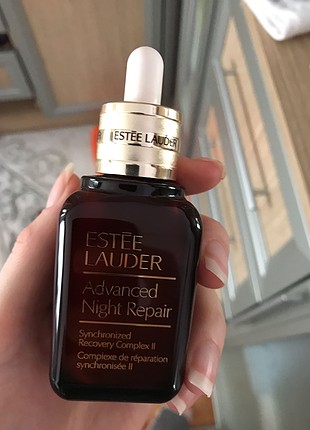 ESTĒE LAUDER
ESTĒE
LAUDER
Advanced
Night Repair
Synchronized
Recovery Complex II
Complexe de réparation
synchronisée II